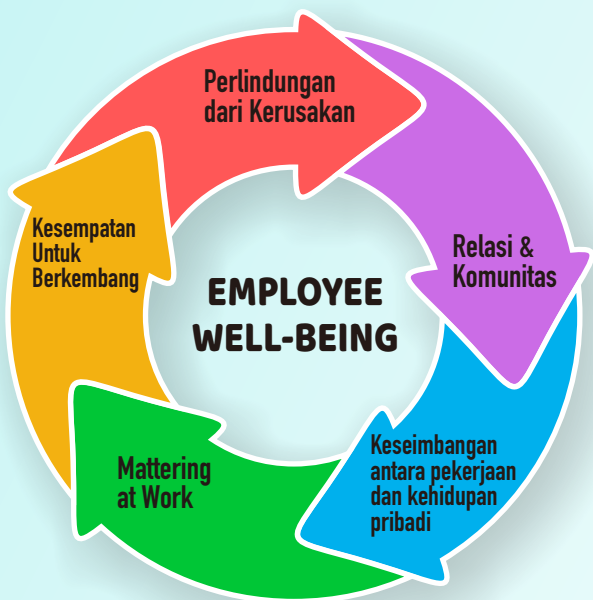 Perlindungan
dari Kerusakan
Relasi &
Komunitas
Keseimbangan
antara pekerjaan
dan kehidupan
pribadi
Mattering
at Work
Kesempatan
Untuk
Berkembang
EMPLOYEE
WELL-BEING